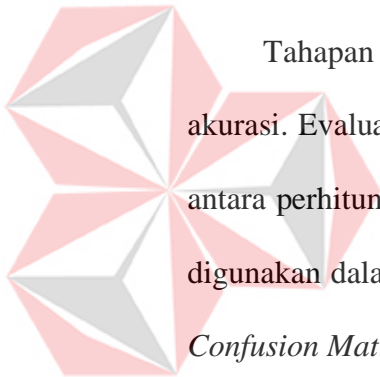 Tahapan
akurasi. Evalua
antara perhitun
digunakan dala
Confusion Mat